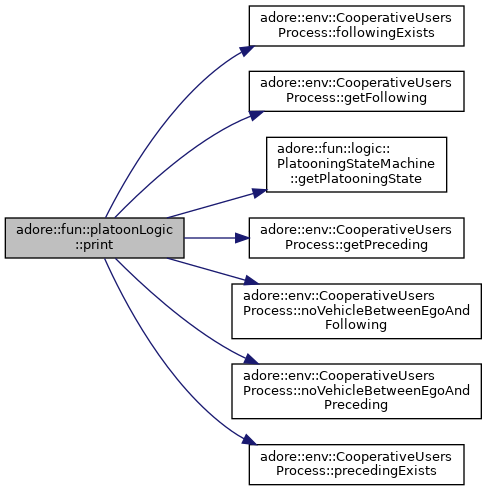 adore::env::CooperativeUsers
Process::followingExists
adore::env::CooperativeUsers
Process::getFollowing
adore::fun::logic::
PlatooningStateMachine
::getPlatooningState
adore::fun::platoonLogic
::print
adore::env::CooperativeUsers
Process::getPreceding
adore::env::CooperativeUsers
Process::noVehicleBetweenEgoAnd
Following
adore::env::CooperativeUsers
Process::noVehicleBetweenEgoAnd
Preceding
adore::env::CooperativeUsers
Process::precedingExists